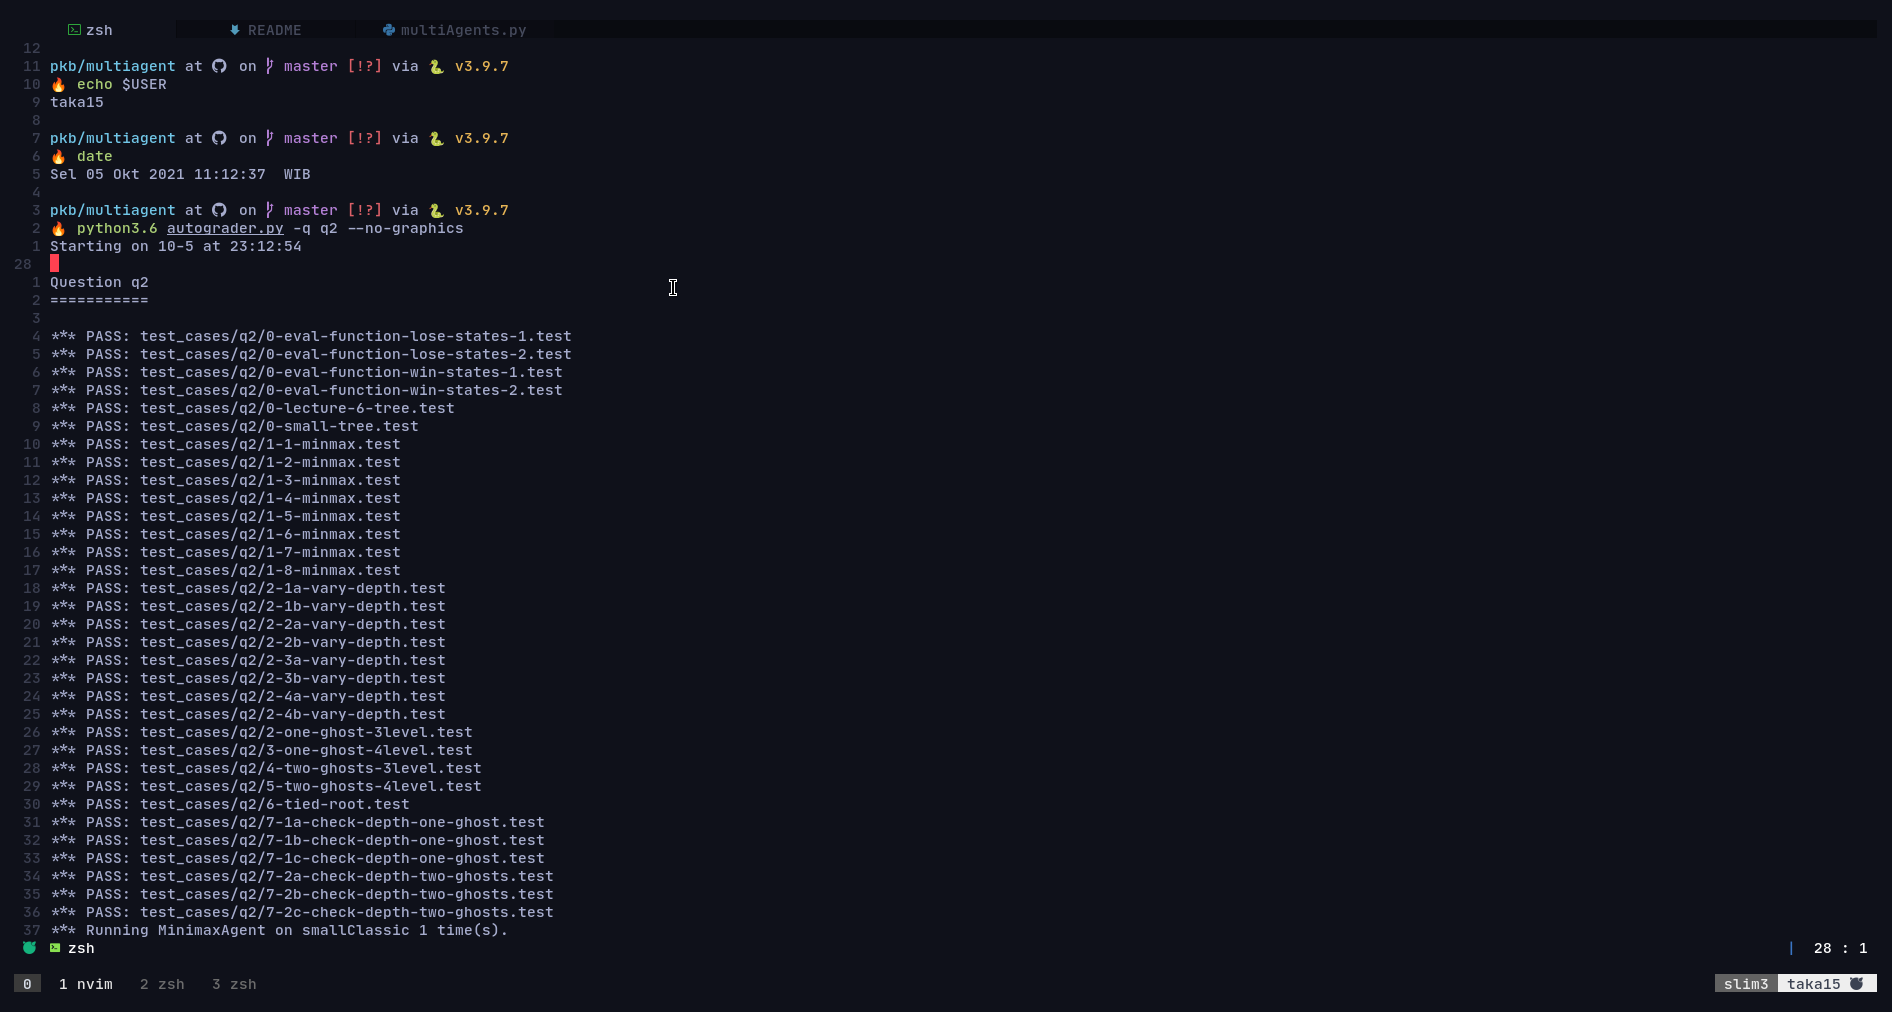 zsh README multiAgents.py
12
11 pkb/multiagent at on master [!?] via v3.9.7
10 echo $USER
9 taka15
8
7 pkb/multiagent at on master [!?] via v3.9.7
6 date
5 Sel 05 Okt 2021 11:12:37  WIB
4
3 pkb/multiagent at on master [!?] via v3.9.7
2 python3.6 autograder.py -q q2 --no-graphics
1 Starting on 10-5 at 23:12:54
28
1 Question q2
2 ===========
3
4 *** PASS: test_cases/q2/0-eval-function-lose-states-1.test
5 *** PASS: test_cases/q2/0-eval-function-lose-states-2.test
6 *** PASS: test_cases/q2/0-eval-function-win-states-1.test
7 *** PASS: test_cases/q2/0-eval-function-win-states-2.test
8 *** PASS: test_cases/q2/0-lecture-6-tree.test
9 *** PASS: test_cases/q2/0-small-tree.test
10 *** PASS: test_cases/q2/1-1-minmax.test
11 *** PASS: test_cases/q2/1-2-minmax.test
12 *** PASS: test_cases/q2/1-3-minmax.test
13 *** PASS: test_cases/q2/1-4-minmax.test
14 *** PASS: test_cases/q2/1-5-minmax.test
15 *** PASS: test_cases/q2/1-6-minmax.test
16 *** PASS: test_cases/q2/1-7-minmax.test
17 *** PASS: test_cases/q2/1-8-minmax.test
18 *** PASS: test_cases/q2/2-1a-vary-depth.test
19 *** PASS: test_cases/q2/2-1b-vary-depth.test
20 *** PASS: test_cases/q2/2-2a-vary-depth.test
21 *** PASS: test_cases/q2/2-2b-vary-depth.test
22 *** PASS: test_cases/q2/2-3a-vary-depth.test
23 *** PASS: test_cases/q2/2-3b-vary-depth.test
24 *** PASS: test_cases/q2/2-4a-vary-depth.test
25 *** PASS: test_cases/q2/2-4b-vary-depth.test
26 *** PASS: test_cases/q2/2-one-ghost-3level.test
27 *** PASS: test_cases/q2/3-one-ghost-4level.test
28 *** PASS: test_cases/q2/4-two-ghosts-3level.test
29 *** PASS: test_cases/q2/5-two-ghosts-4level.test
30 *** PASS: test_cases/q2/6-tied-root.test
31 *** PASS: test_cases/q2/7-1a-check-depth-one-ghost.test
32 *** PASS: test_cases/q2/7-1b-check-depth-one-ghost.test
33 *** PASS: test_cases/q2/7-1c-check-depth-one-ghost.test
34 *** PASS: test_cases/q2/7-2a-check-depth-two-ghosts.test
35 *** PASS: test_cases/q2/7-2b-check-depth-two-ghosts.test
36 *** PASS: test_cases/q2/7-2c-check-depth-two-ghosts.test
37 *** Running MinimaxAgent on smallClassic 1 time(s).
zsh | 28 : 1
0 1 nvim 2 zsh 3 zsh slim3 taka15